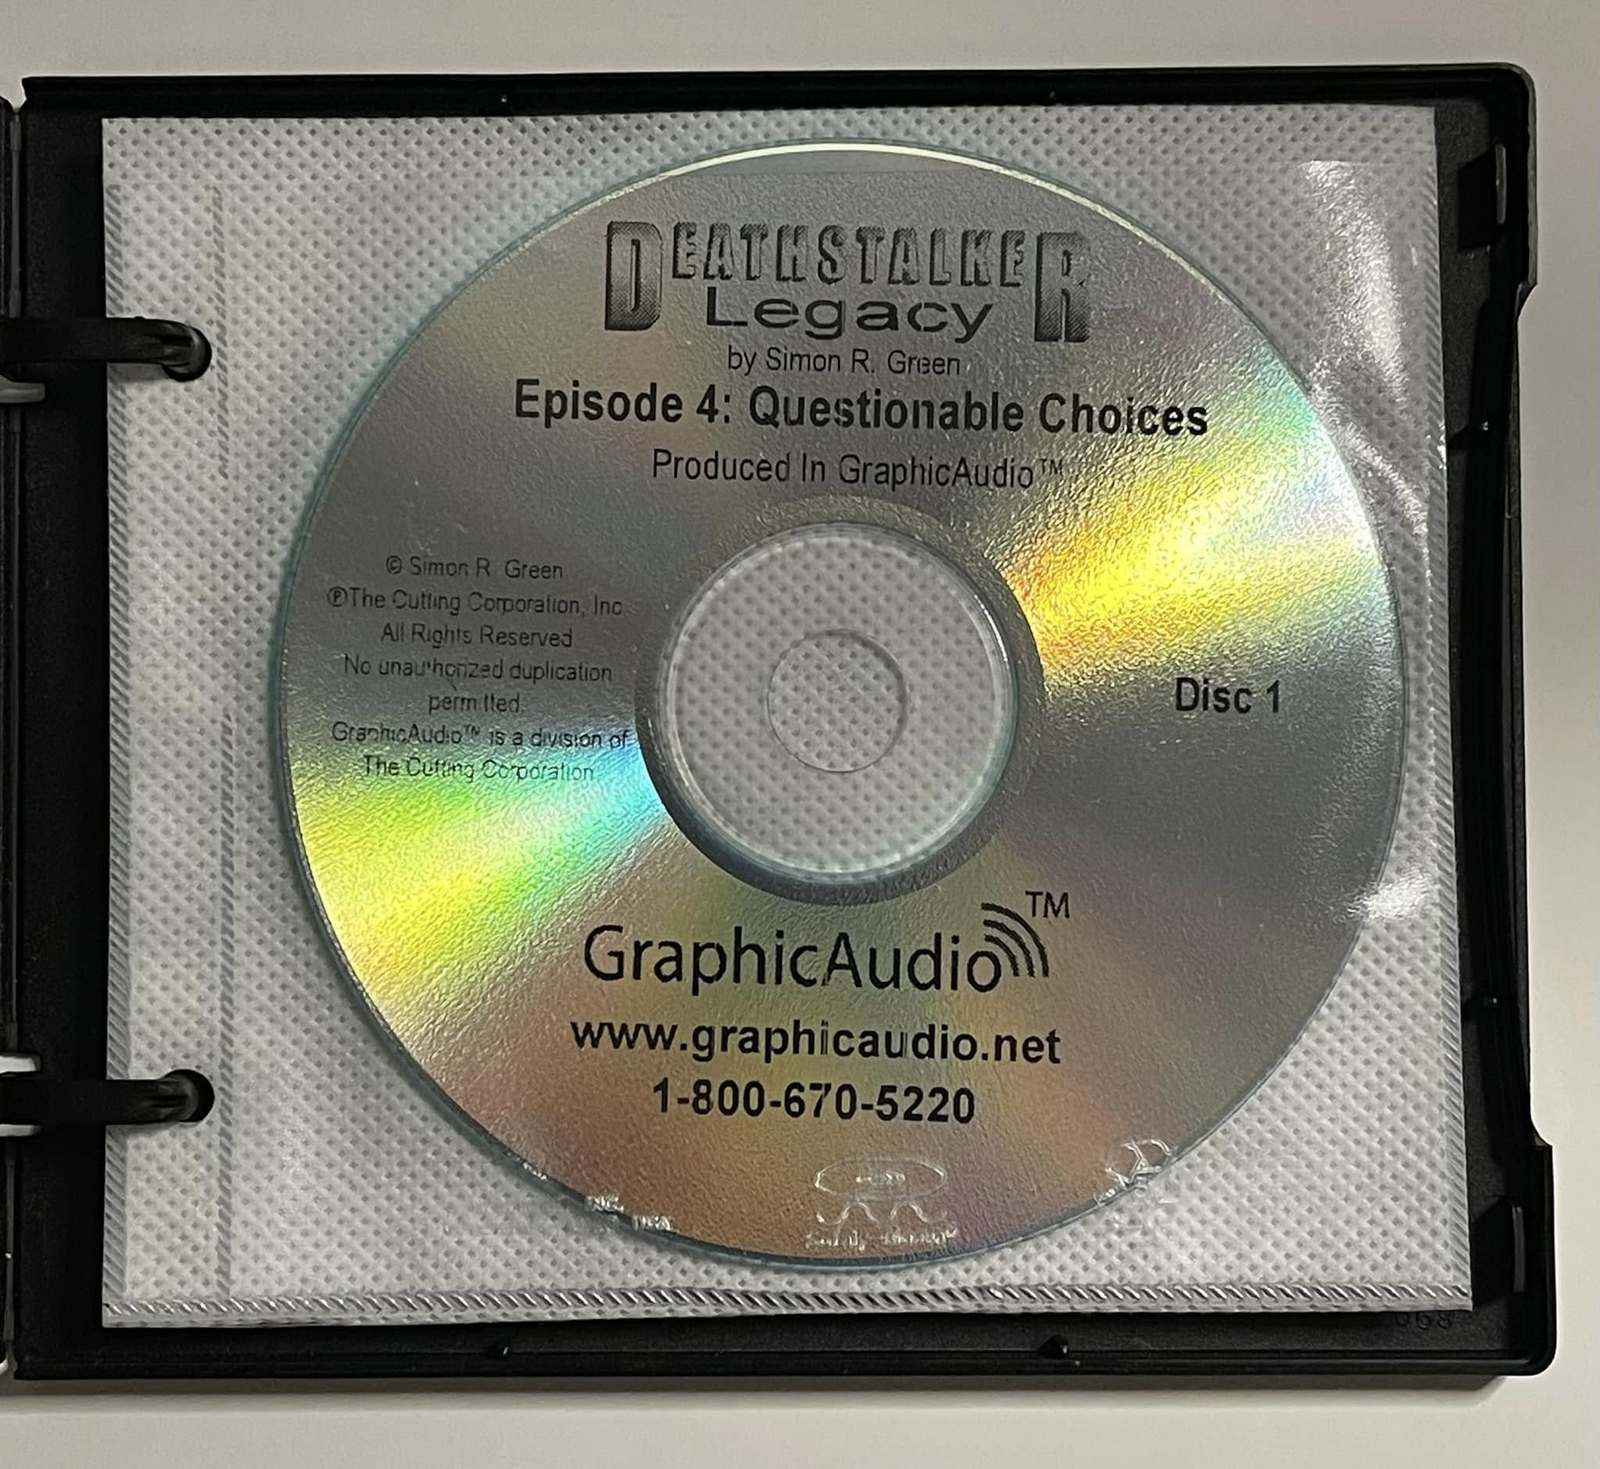 DEATHSTALKER
Legacy
by Simon R. Green
Episode 4: Questionable Choices
Produced In GraphicAudio™
© Simon R. Green
℗The Cutting Corporation, Inc.
All Rights Reserved
No unauthorized duplication
permitted.
GraphicAudio™ is a division of
The Cutting Corporation
Disc 1
GraphicAudio TM
www.graphicaudio.net
1-800-670-5220